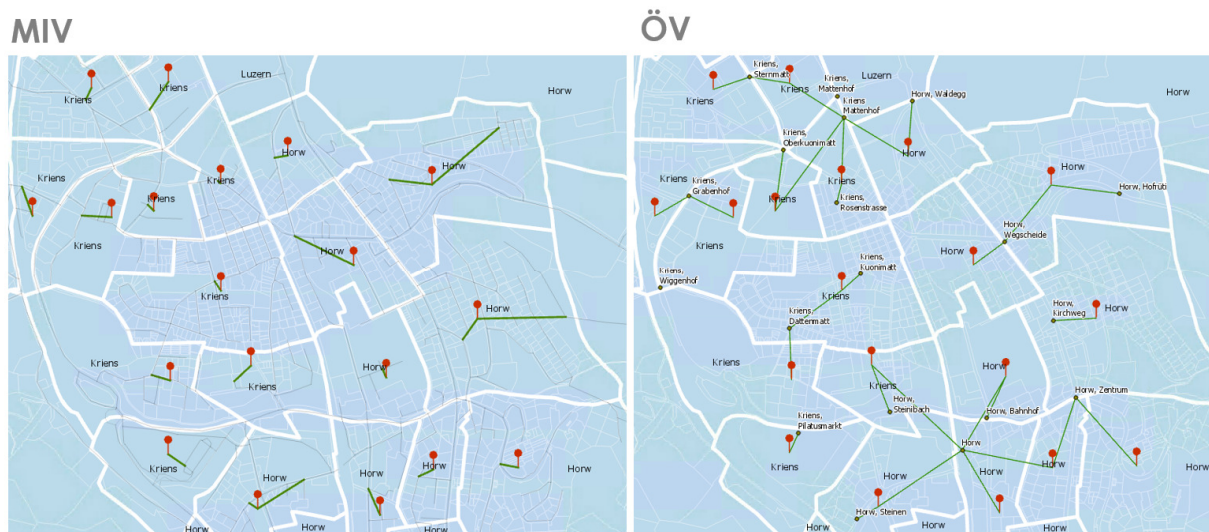 MIV
ÖV
Luzern
Horw
Kriens
Kriens
Horw
Horw
Kriens
Kriens
Kriens
Kriens
Horw
Kriens
Horw
Kriens
Horw
Kriens
Kriens
Horw
Horw
Horw
Horw
Kriens,
Sternmatt
Kriens
Kriens,
Mattenhof
Luzern
Kriens
Mattenhof
Horw, Waldegg
Horw
Kriens
Kriens,
Oberkuonimatt
Horw
Horw
Kriens
Kriens,
Grabenhof
Kriens
Kriens
Kriens,
Rosenstrasse
Horw, Hofrüti
Horw,
Wegscheide
Kriens
Horw
Kriens,
Kuonimatt
Kriens,
Wiggenhof
Kriens
Horw,
Kirchweg
Horw
Kriens,
Dattenmatt
Kriens
Horw
Kriens
Horw,
Steinibach
Horw, Zentrum
Horw, Bahnhof
Kriens,
Pilatusmarkt
Horw
Kriens
Horw
Horw
Horw
Horw
Horw, Steinen
Horw